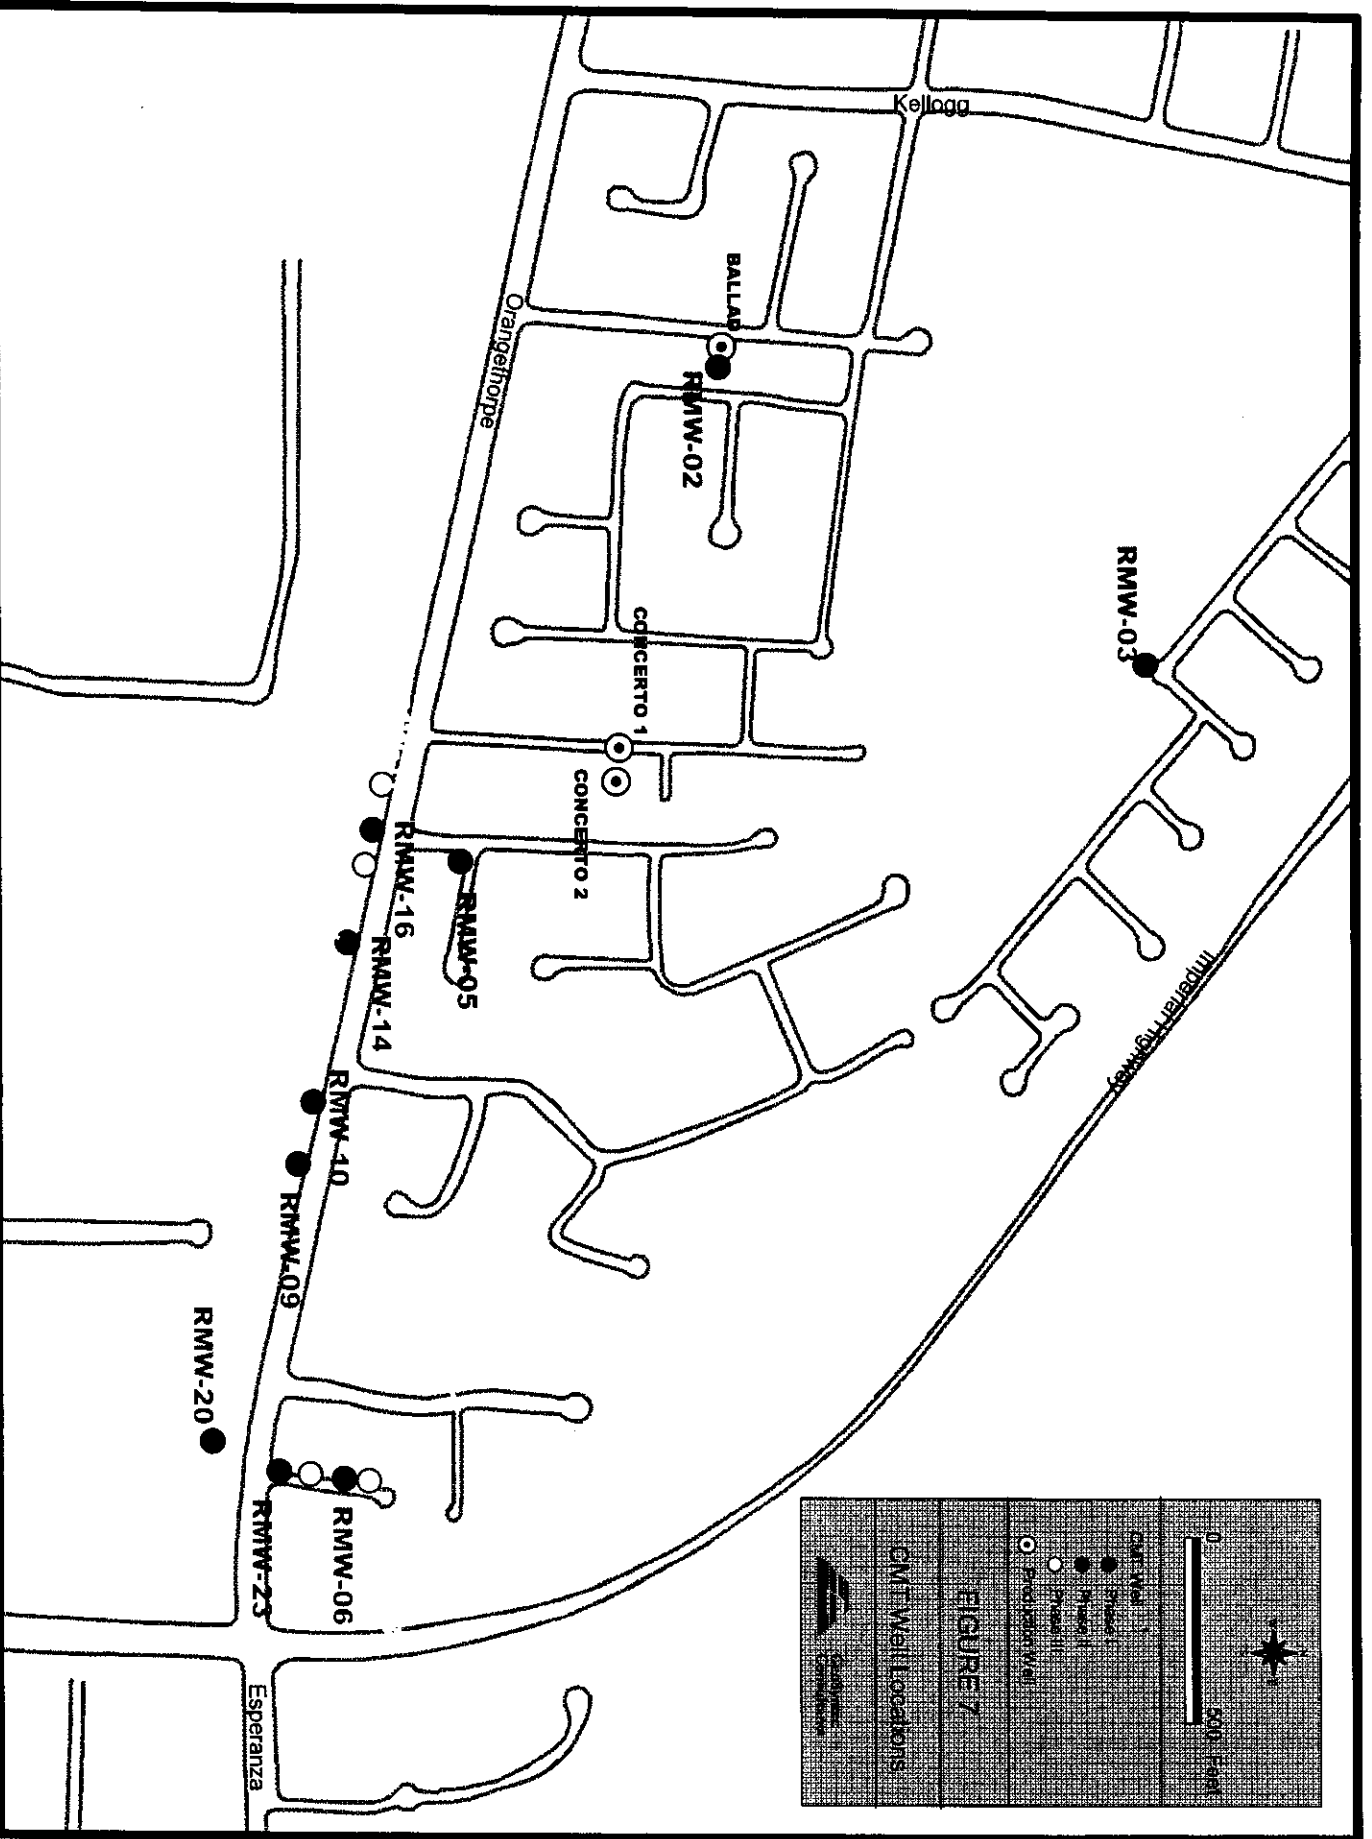 Kellogg
BALLAD
RMW-02
Orangethorpe
RMW-03
CONCERTO 1
CONCERTO 2
RMW-16
RMW-05
RMW-14
Imperial Highway
RMW-10
RMW-09
RMW-20
RMW-06
RMW-23
Esperanza
0
500 Feet
CMT Well
Phase I
Phase II
Phase III
Production Well
FIGURE 7
CMT Well Locations